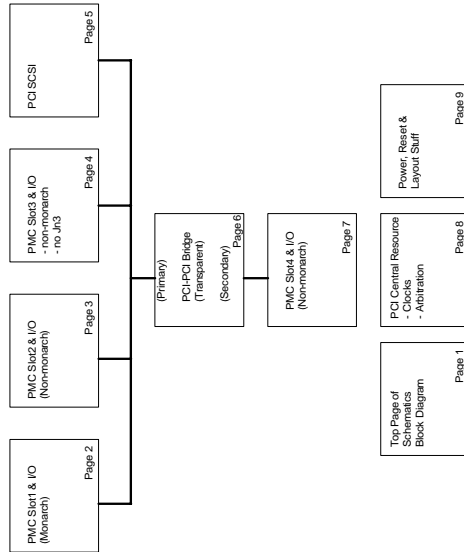 PMC Slot1 & I/O
(Monarch)
Page 2
PMC Slot2 & I/O
(Non-monarch)
Page 3
PMC Slot3 & I/O
- non-monarch
- no Jn3
Page 4
PCI SCSI
Page 5
(Primary)
PCI-PCI Bridge
(Transparent)
(Secondary)
Page 6
PMC Slot4 & I/O
(Non-monarch)
Page 7
Top Page of
Schematics
Block Diagram
Page 1
PCI Central Resource
- Clocks
- Arbitration
Page 8
Power, Reset &
Layout Stuff
Page 9